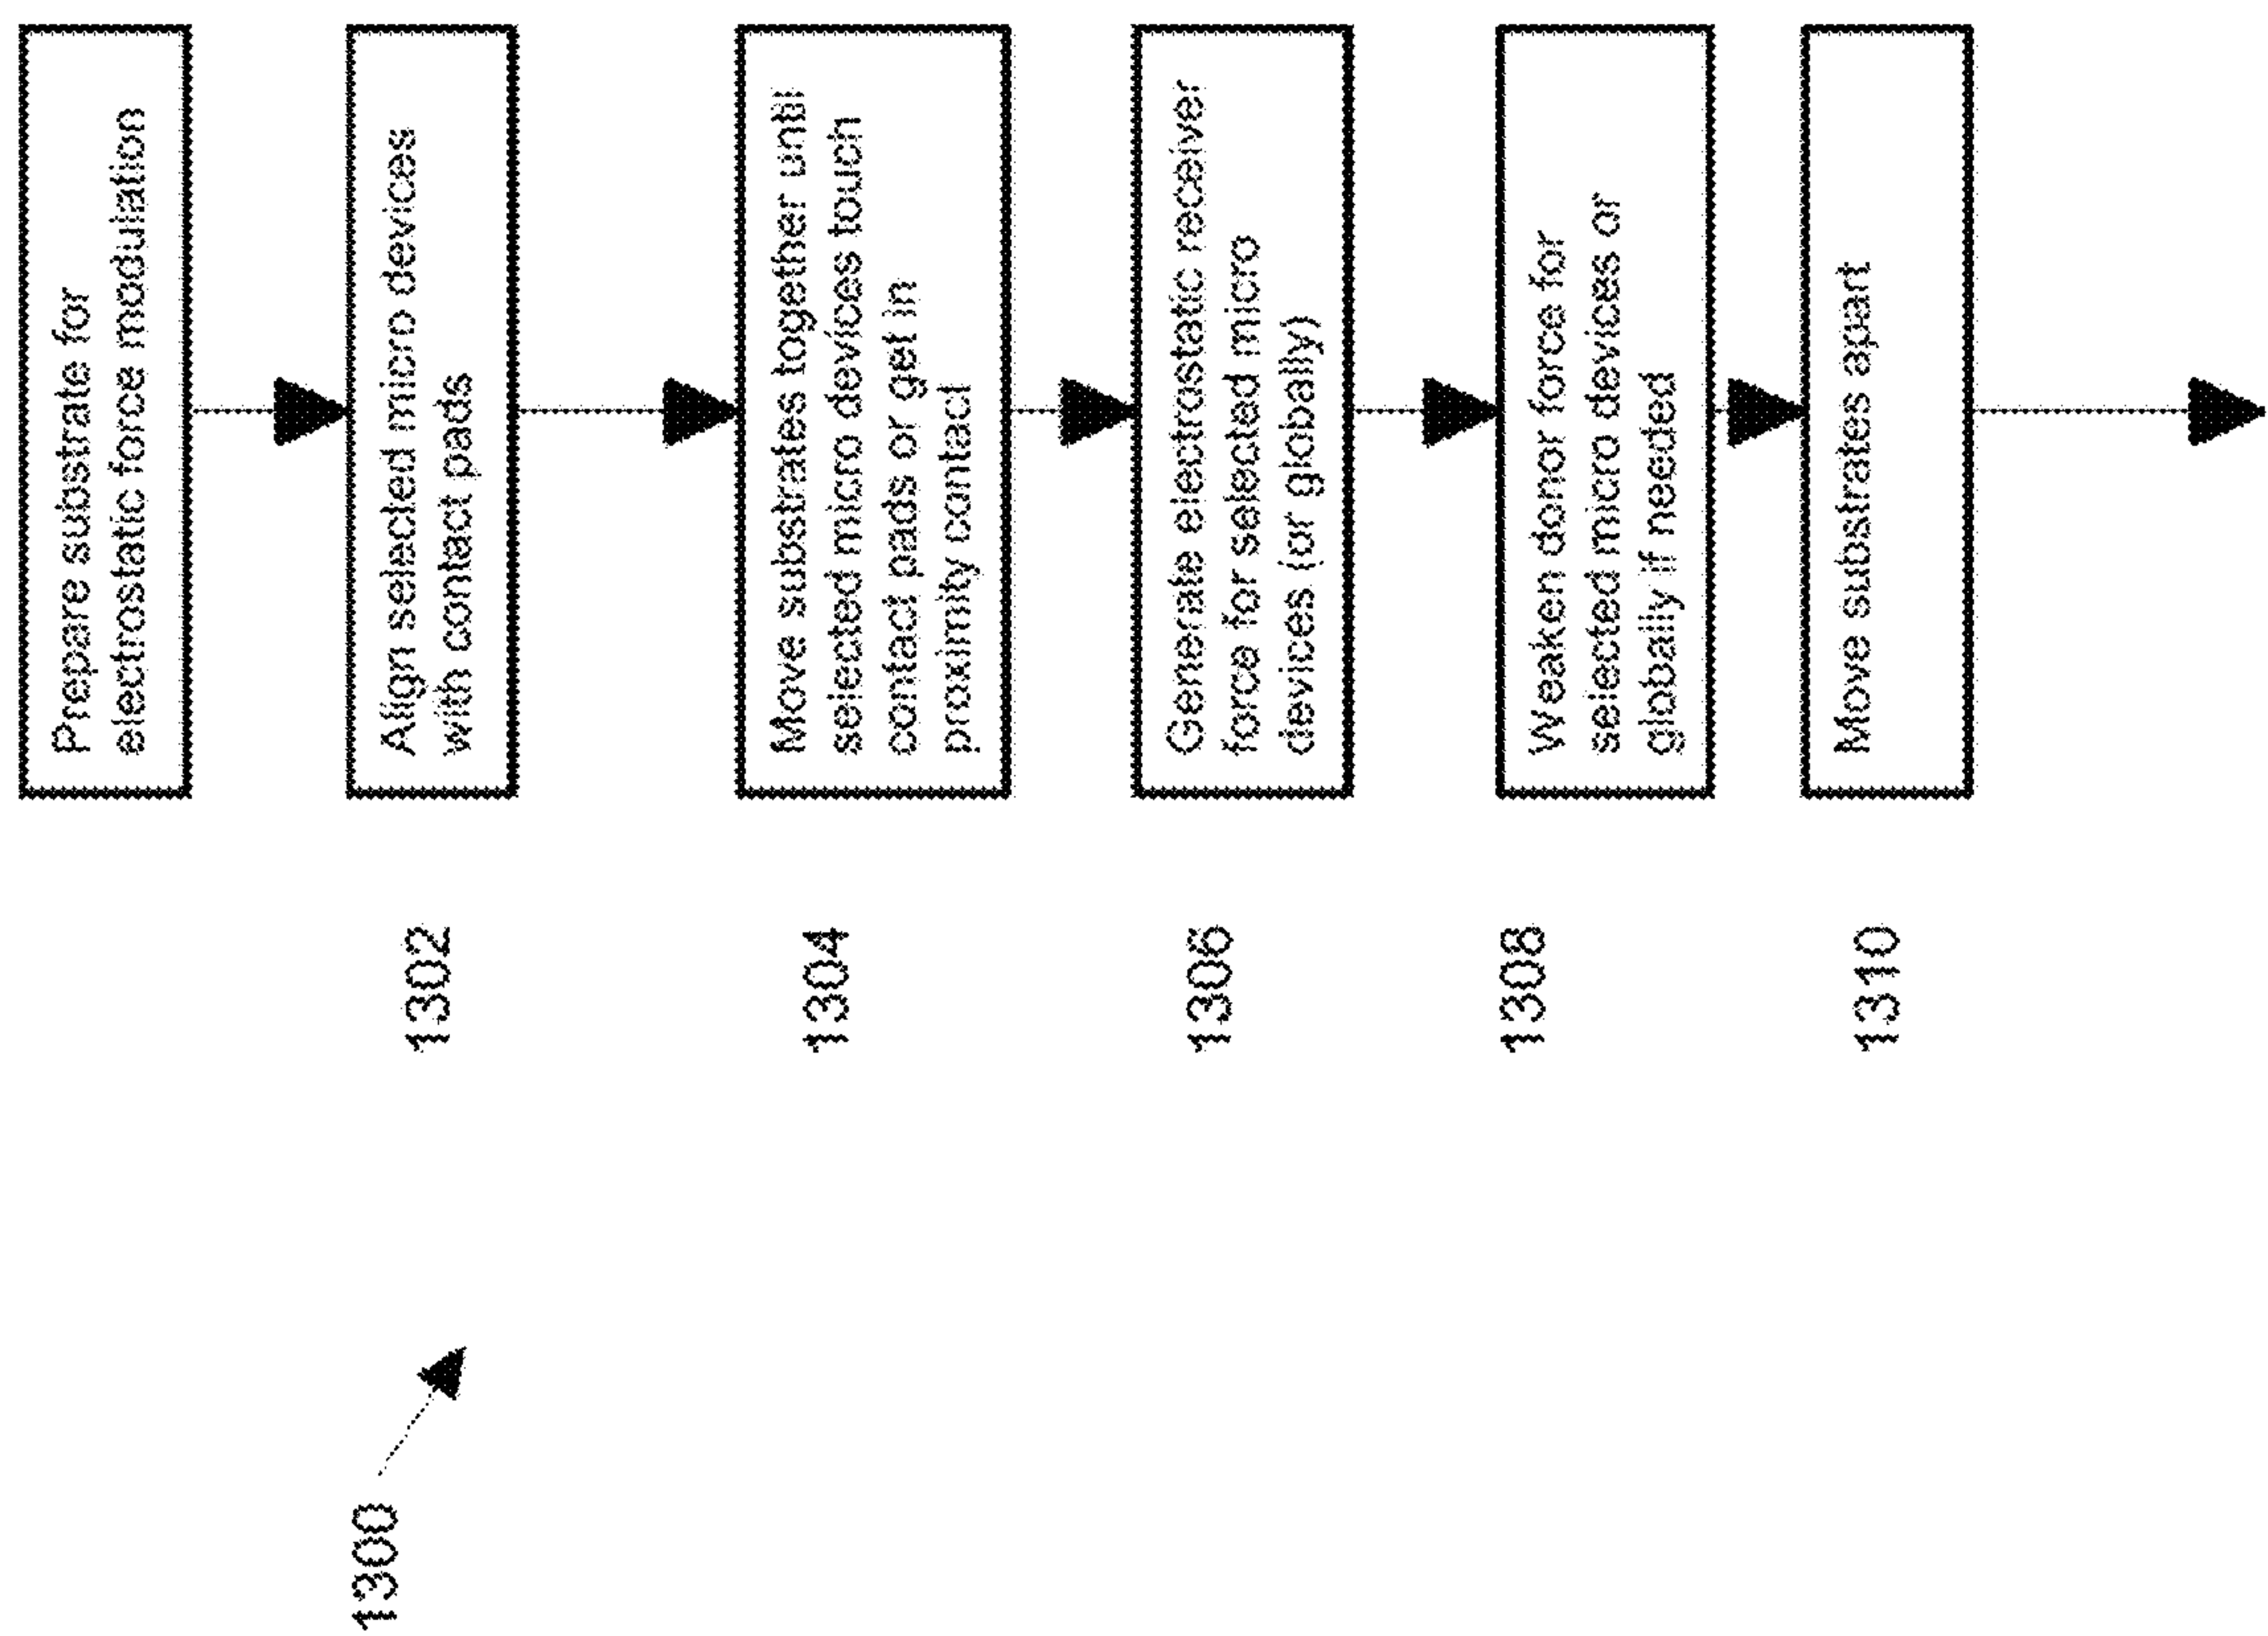 1300
Prepare substrate for
electrostatic force modulation
1302
Align selected micro devices
with contact pads
1304
Move substrates together until
selected micro devices touch
contact pads or get in
proximity contact
1306
Generate electrostatic receiver
force for selected micro
devices (or globally)
1308
Weaken donor force for
selected micro devices or
globally if needed
1310
Move substrates apart